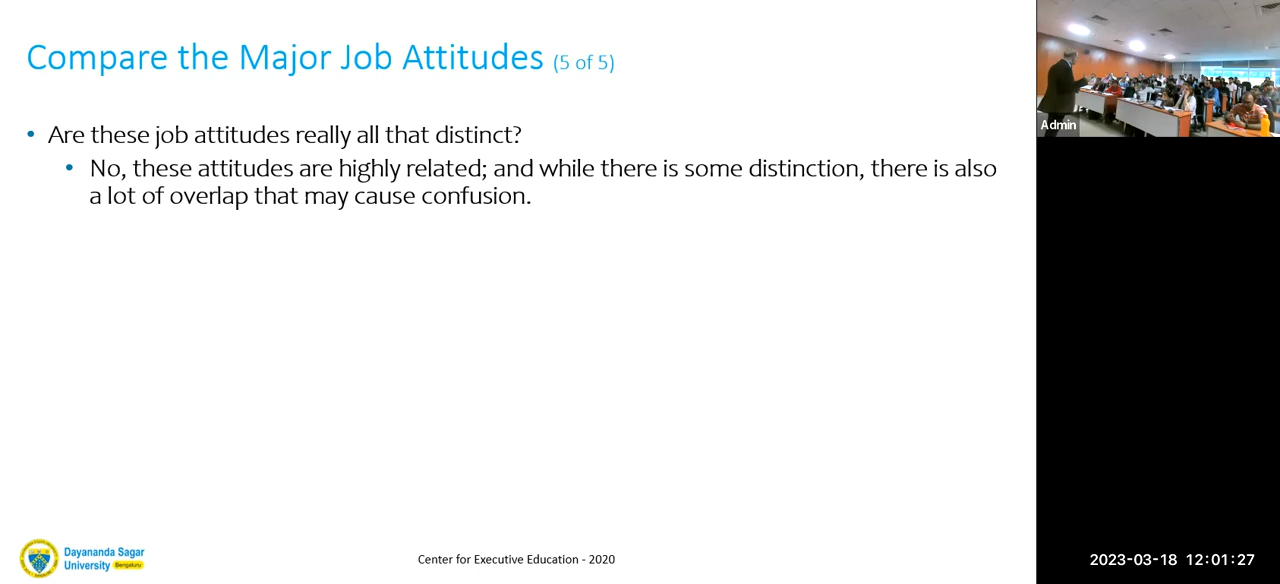 Compare the Major Job Attitudes (5 of 5)
• Are these job attitudes really all that distinct?
• No, these attitudes are highly related; and while there is some distinction, there is also
a lot of overlap that may cause confusion.
Admin
Dayananda Sagar
University Bengaluru
Center for Executive Education - 2020
2023-03-18 12:01:27